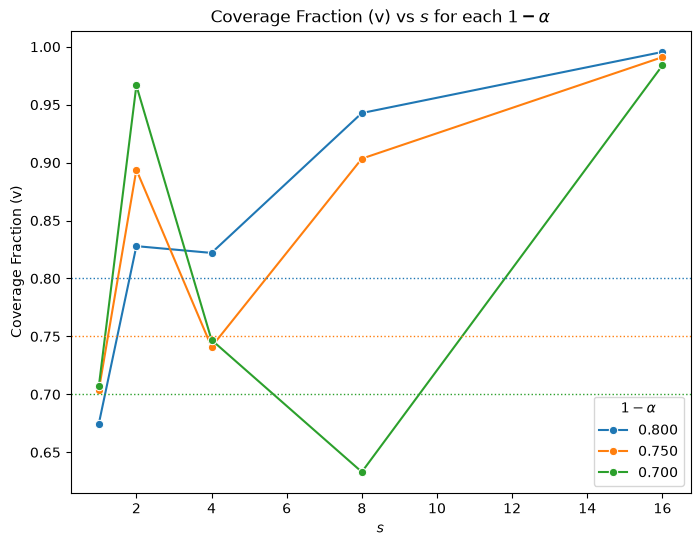 Coverage Fraction (v) vs s for each 1 − α
1.00
0.95
0.90
0.85
0.80
0.75
0.70
0.65
Coverage Fraction (v)
2 4 6 8 10 12 14 16
s
1 − α
0.800
0.750
0.700